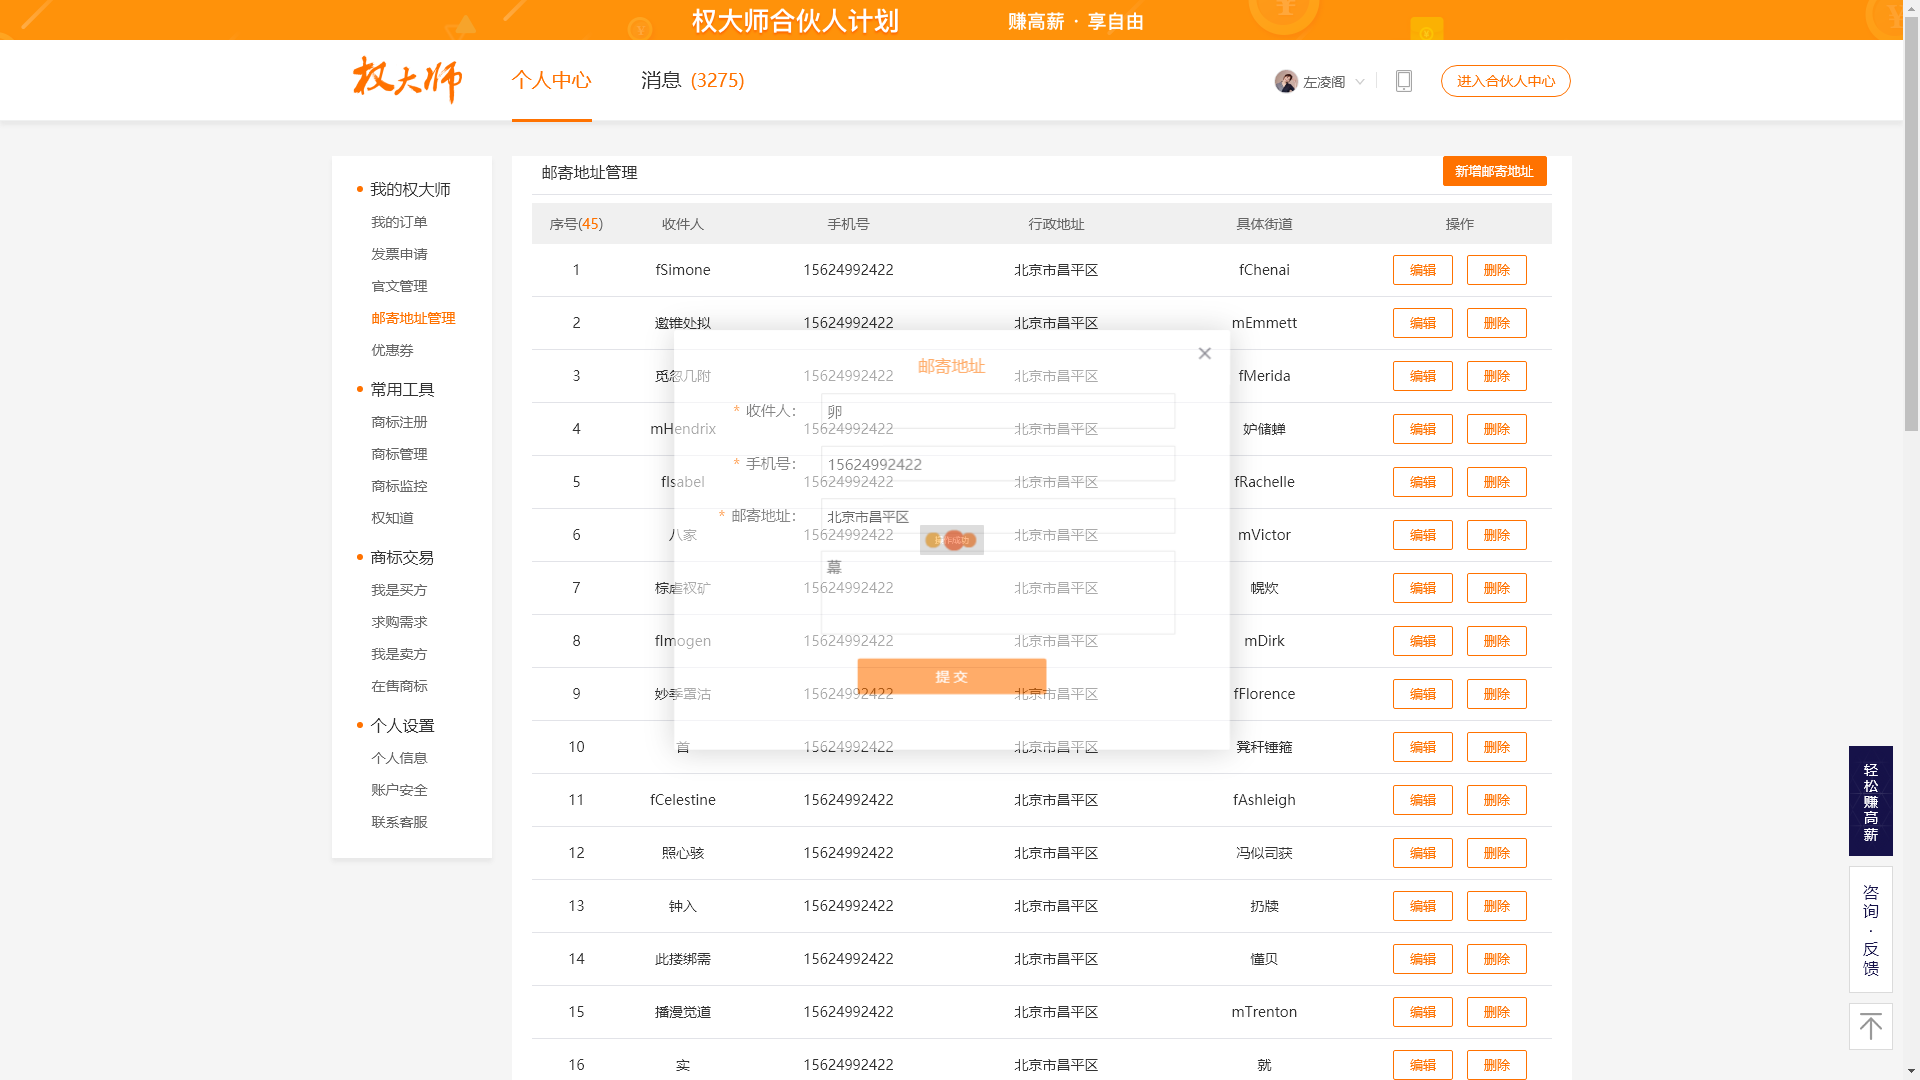 权大师合伙人计划 赚高薪 · 享自由
权大师 个人中心 消息 (3275) 左凌阁 进入合伙人中心
我的权大师
我的订单
发票申请
官文管理
邮寄地址管理
优惠券
常用工具
商标注册
商标管理
商标监控
权知道
商标交易
我是买方
求购需求
我是卖方
在售商标
个人设置
个人信息
账户安全
联系客服
邮寄地址管理 新增邮寄地址
序号(45) 收件人 手机号 行政地址 具体街道 操作
1 fSimone 15624992422 北京市昌平区 fChenai 编辑 删除
2 邀锥处拟 15624992422 北京市昌平区 mEmmett 编辑 删除
3 觅忽几附 15624992422 北京市昌平区 fMerida 编辑 删除
4 mHendrix 15624992422 北京市昌平区 妒储蝉 编辑 删除
5 fIsabel 15624992422 北京市昌平区 fRachelle 编辑 删除
6 八家 15624992422 北京市昌平区 mVictor 编辑 删除
7 棕虐衩矿 15624992422 北京市昌平区 幌炊 编辑 删除
8 fImogen 15624992422 北京市昌平区 mDirk 编辑 删除
9 妙季罩沽 15624992422 北京市昌平区 fFlorence 编辑 删除
10 首 15624992422 北京市昌平区 凳秆锤箍 编辑 删除
11 fCelestine 15624992422 北京市昌平区 fAshleigh 编辑 删除
12 照心骇 15624992422 北京市昌平区 冯似司获 编辑 删除
13 钟入 15624992422 北京市昌平区 扔牍 编辑 删除
14 此搂绑需 15624992422 北京市昌平区 懂贝 编辑 删除
15 播漫觉道 15624992422 北京市昌平区 mTrenton 编辑 删除
16 实 15624992422 北京市昌平区 就 编辑 删除
邮寄地址 ×
* 收件人： 卵
* 手机号： 15624992422
* 邮寄地址： 北京市昌平区
操作成功
幕
提 交
轻松赚高薪
咨询·反馈